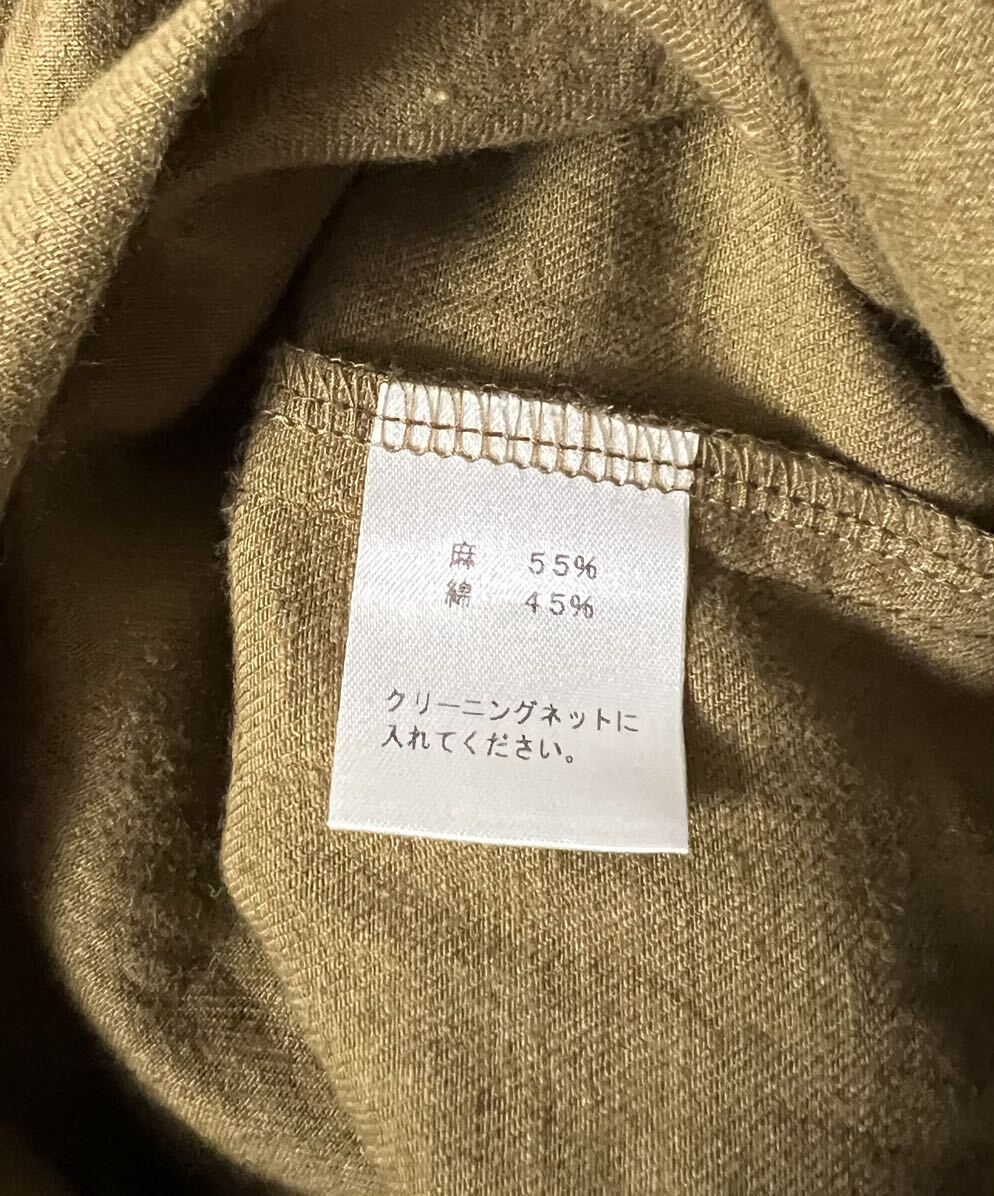 麻 55%
綿 45%
クリーニングネットに
入れてください。